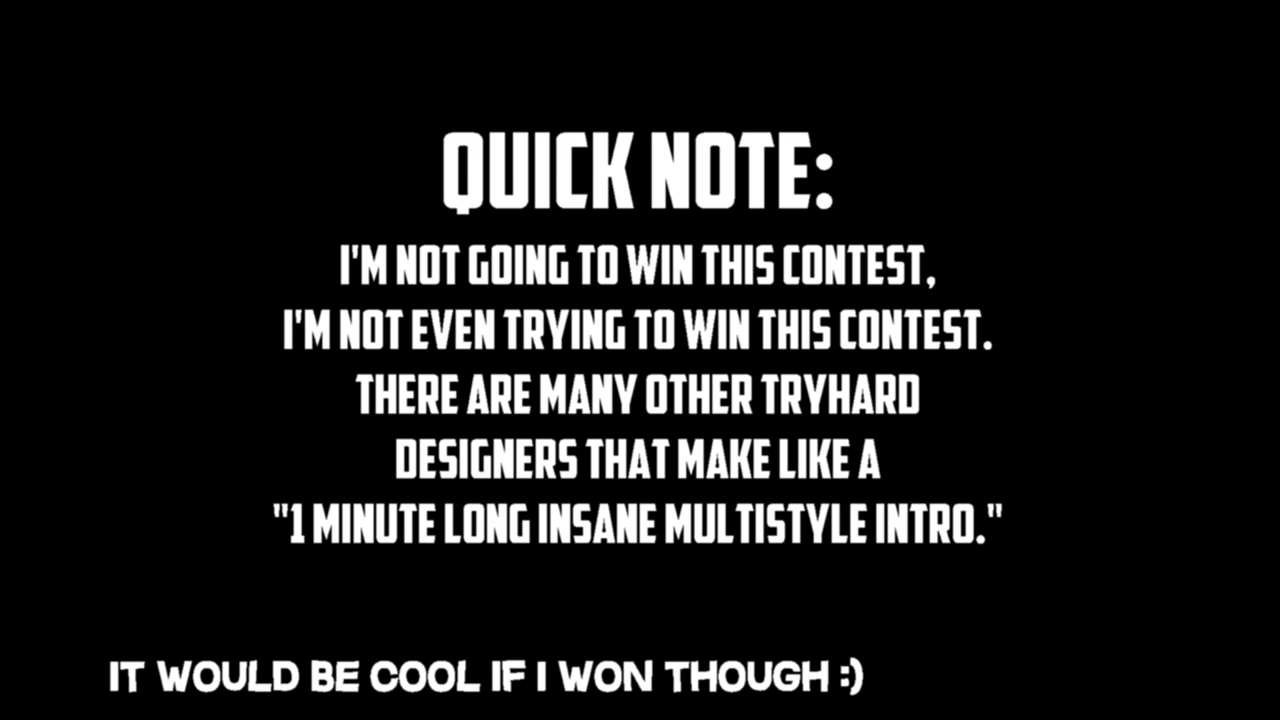 QUICK NOTE:
I'M NOT GOING TO WIN THIS CONTEST,
I'M NOT EVEN TRYING TO WIN THIS CONTEST.
THERE ARE MANY OTHER TRYHARD
DESIGNERS THAT MAKE LIKE A
"1 MINUTE LONG INSANE MULTISTYLE INTRO."
IT WOULD BE COOL IF I WON THOUGH :)